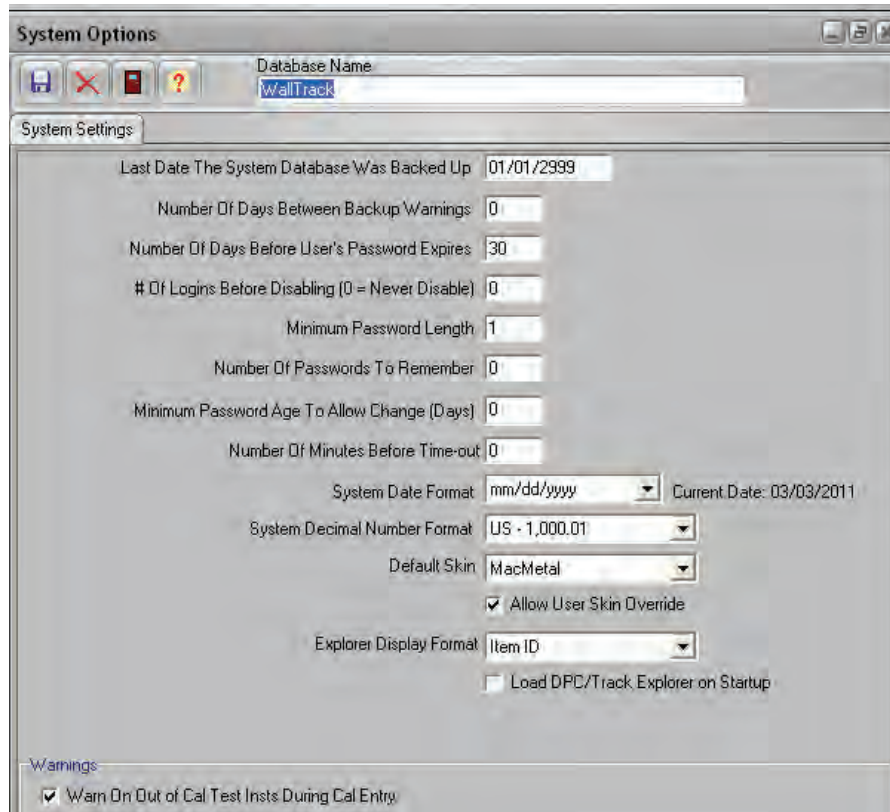 System Options
Database Name
WallTrack
System Settings
Last Date The System Database Was Backed Up 01/01/2999
Number Of Days Between Backup Warnings 0
Number Of Days Before User's Password Expires 30
# Of Logins Before Disabling (0 = Never Disable) 0
Minimum Password Length 1
Number Of Passwords To Remember 0
Minimum Password Age To Allow Change (Days) 0
Number Of Minutes Before Time-out 0
System Date Format mm/dd/yyyy Current Date: 03/03/2011
System Decimal Number Format US - 1,000.01
Default Skin MacMetal
Allow User Skin Override
Explorer Display Format Item ID
Load DPC/Track Explorer on Startup
Warnings
Warn On Out of Cal Test Insts During Cal Entry